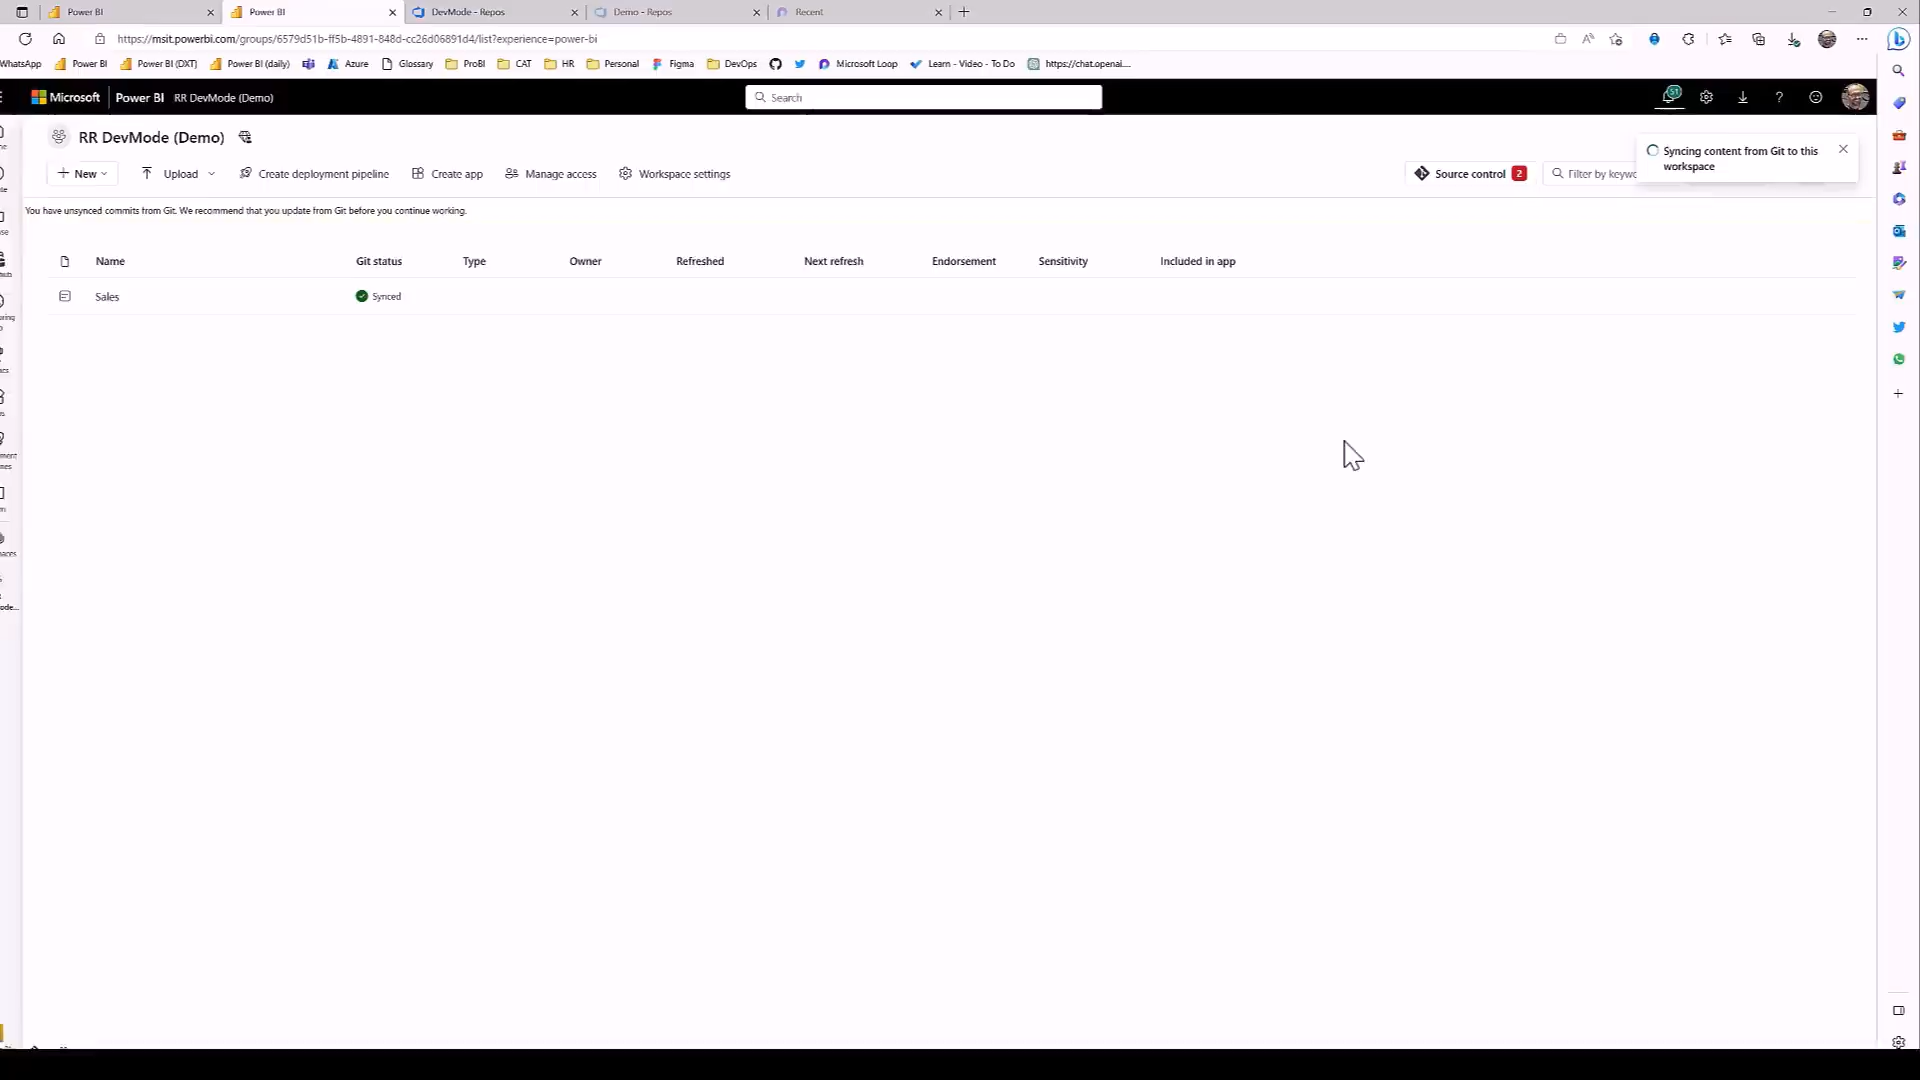 Power BI
Power BI
DevMode - Repos
Demo - Repos
Recent
https://msit.powerbi.com/groups/6579d51b-ff5b-4891-848d-cc26d06891d4/list?experience=power-bi
WhatsApp Power BI Power BI (DXT) Power BI (daily) Azure Glossary ProBI CAT HR Personal Figma DevOps Microsoft Loop Learn - Video - To Do https://chat.openai....
Microsoft Power BI RR DevMode (Demo) Search 51
RR DevMode (Demo)
Syncing content from Git to this
workspace
New Upload Create deployment pipeline Create app Manage access Workspace settings Source control 2 Filter by keywo
You have unsynced commits from Git. We recommend that you update from Git before you continue working.
Name Git status Type Owner Refreshed Next refresh Endorsement Sensitivity Included in app
Sales Synced